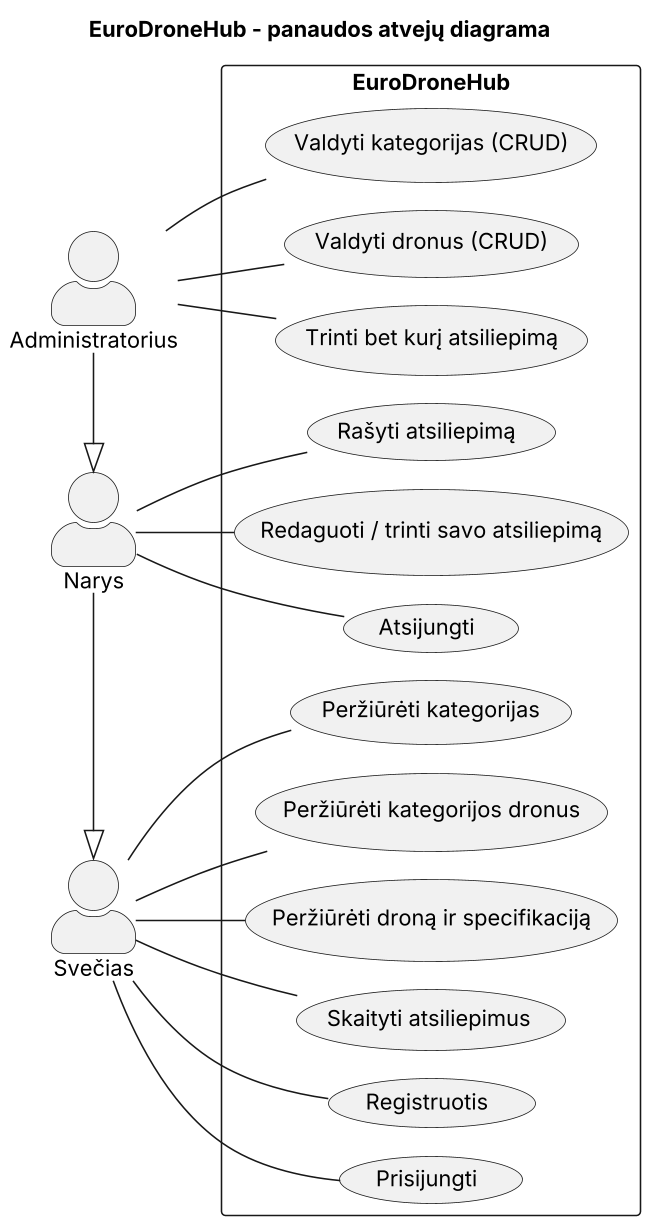 EuroDroneHub - panaudos atvejų diagrama
EuroDroneHub
Valdyti kategorijas (CRUD)
Valdyti dronus (CRUD)
Trinti bet kurį atsiliepimą
Administratorius
Rašyti atsiliepimą
Redaguoti / trinti savo atsiliepimą
Narys
Atsijungti
Peržiūrėti kategorijas
Peržiūrėti kategorijos dronus
Peržiūrėti droną ir specifikaciją
Svečias
Skaityti atsiliepimus
Registruotis
Prisijungti